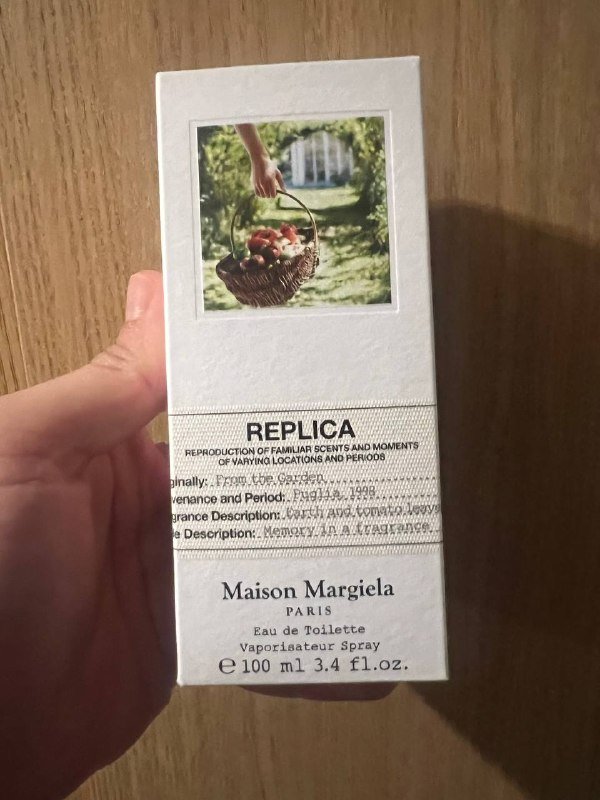 REPLICA
REPRODUCTION OF FAMILIAR SCENTS AND MOMENTS
OF VARYING LOCATIONS AND PERIODS
ginally: From the Garden
venance and Period: Puglia, 1998
grance Description: Earth and tomato leaves
e Description: Memory in a fragrance
Maison Margiela
PARIS
Eau de Toilette
Vaporisateur Spray
℮ 100 ml 3.4 fl.oz.